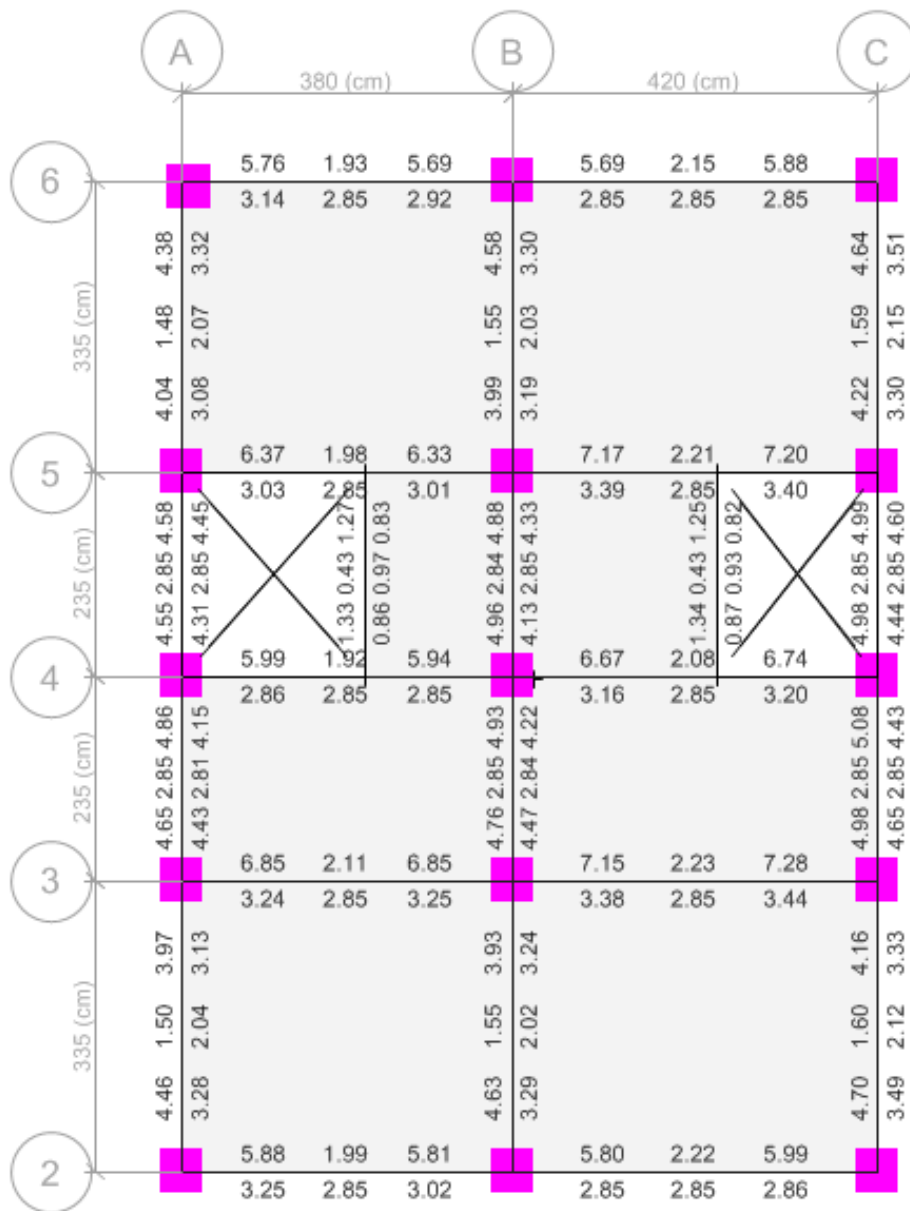 A B C
380 (cm) 420 (cm)
6
5.76 1.93 5.69 5.69 2.15 5.88
3.14 2.85 2.92 2.85 2.85 2.85
335 (cm)
4.04 1.48 4.38
3.08 2.07 3.32
3.99 1.55 4.58
3.19 2.03 3.30
4.22 1.59 4.64
3.30 2.15 3.51
5
6.37 1.98 6.33 7.17 2.21 7.20
3.03 2.85 3.01 3.39 2.85 3.40
235 (cm)
4.55 2.85 4.58
4.31 2.85 4.45
1.33 0.43 1.27
0.86 0.97 0.83
4.96 2.84 4.88
4.13 2.85 4.33
1.34 0.43 1.25
0.87 0.93 0.82
4.98 2.85 4.99
4.44 2.85 4.60
4
5.99 1.92 5.94 6.67 2.08 6.74
2.86 2.85 2.85 3.16 2.85 3.20
235 (cm)
4.65 2.85 4.86
4.43 2.81 4.15
4.76 2.85 4.93
4.47 2.84 4.22
4.98 2.85 5.08
4.65 2.85 4.43
3
6.85 2.11 6.85 7.15 2.23 7.28
3.24 2.85 3.25 3.38 2.85 3.44
335 (cm)
4.46 1.50 3.97
3.28 2.04 3.13
4.63 1.55 3.93
3.29 2.02 3.24
4.70 1.60 4.16
3.49 2.12 3.33
2
5.88 1.99 5.81 5.80 2.22 5.99
3.25 2.85 3.02 2.85 2.85 2.86